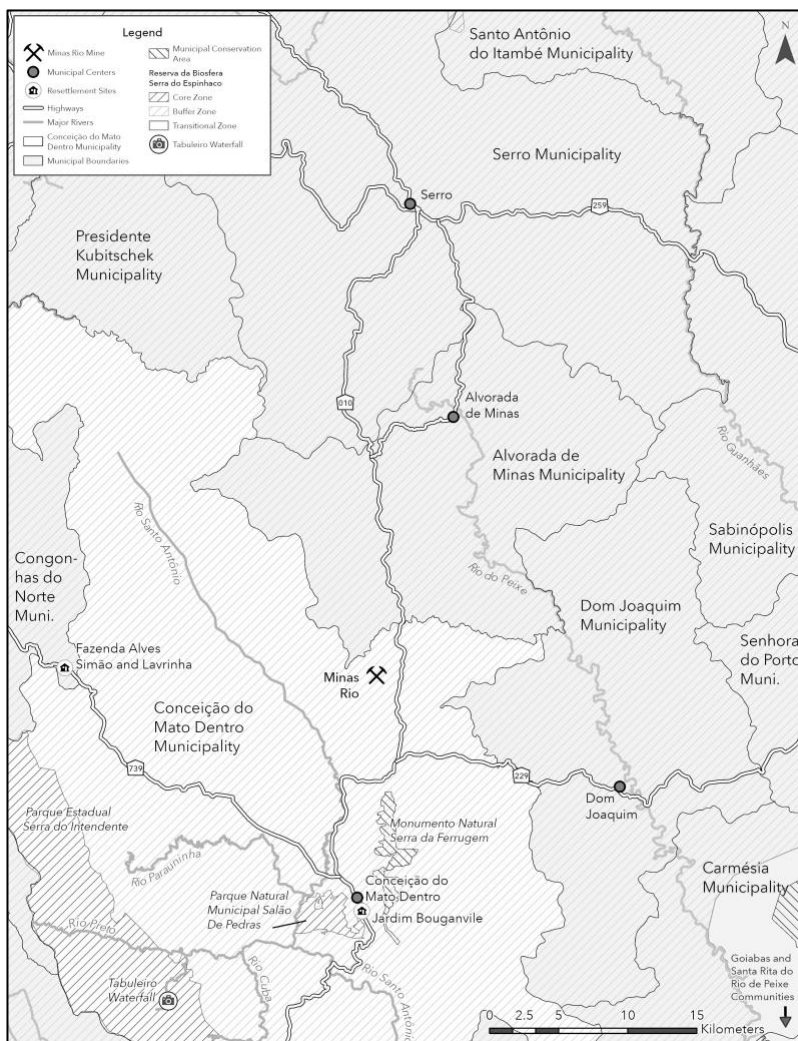 Legend
Minas Rio Mine
Municipal Centers
Resettlement Sites
Highways
Major Rivers
Conceição do Mato
Dentro Municipality
Municipal Boundaries
Municipal Conservation
Area
Reserva da Biosfera
Serra do Espinhaco
Core Zone
Buffer Zone
Transitional Zone
Tabuleiro Waterfall
N
Santo Antônio
do Itambé Municipality
Serro Municipality
Serro
259
Presidente
Kubitschek
Municipality
010
Alvorada
de Minas
Alvorada de
Minas Municipality
Rio Guanhães
Rio Santo Antônio
Sabinópolis
Municipality
Congon-
has do
Norte
Muni.
Rio do Peixe
Dom Joaquim
Municipality
Senhora
do Porto
Muni.
Fazenda Alves
Simão and Lavrinha
Minas
Rio
Conceição do
Mato Dentro
Municipality
739
229
Dom
Joaquim
Parque Estadual
Serra do Intendente
Monumento Natural
Serra da Ferrugem
Rio Parauninha
Conceição do
Mato Dentro
Parque Natural
Municipal Salão
De Pedras
Jardim Bouganvile
Carmésia
Municipality
Rio Preto
Tabuleiro
Waterfall
Rio Cuba
Rio Santo
Antônio
Goiabas and
Santa Rita do
Rio de Peixe
Communities
0 2.5 5 10 15
Kilometers